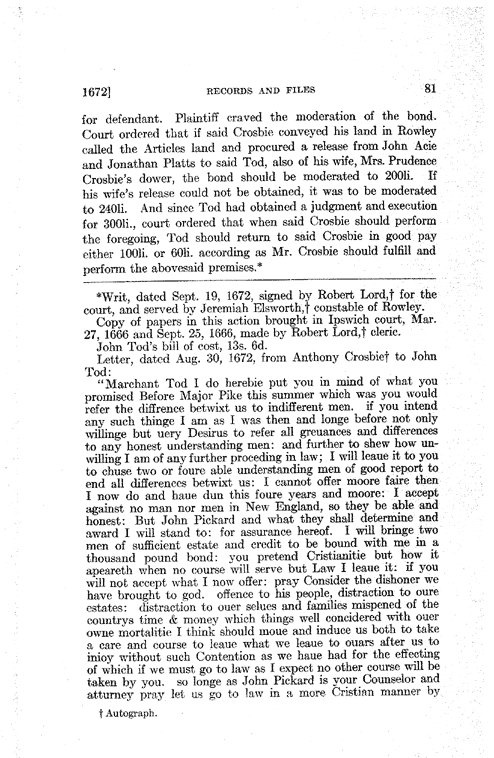 1672] RECORDS AND FILES 81
for defendant. Plaintiff craved the moderation of the bond.
Court ordered that if said Crosbie conveyed his land in Rowley
called the Articles land and procured a release from John Acie
and Jonathan Platts to said Tod, also of his wife, Mrs. Prudence
Crosbie's dower, the bond should be moderated to 200li. If
his wife's release could not be obtained, it was to be moderated
to 240li. And since Tod had obtained a judgment and execution
for 300li., court ordered that when said Crosbie should perform
the foregoing, Tod should return to said Crosbie in good pay
either 100li. or 60li. according as Mr. Crosbie should fulfill and
perform the abovesaid premises.*
*Writ, dated Sept. 19, 1672, signed by Robert Lord,† for the
court, and served by Jeremiah Elsworth,† constable of Rowley.
Copy of papers in this action brought in Ipswich court, Mar.
27, 1666 and Sept. 25, 1666, made by Robert Lord,† cleric.
John Tod's bill of cost, 13s. 6d.
Letter, dated Aug. 30, 1672, from Anthony Crosbie† to John
Tod:
"Marchant Tod I do herebie put you in mind of what you
promised Before Major Pike this summer which was you would
refer the diffrence betwixt us to indifferent men. if you intend
any such thinge I am as I was then and longe before not only
willinge but uery Desirus to refer all greuances and differences
to any honest understanding men: and further to shew how un-
willing I am of any further proceding in law; I will leaue it to you
to chuse two or foure able understanding men of good report to
end all differences betwixt us: I cannot offer moore faire then
I now do and haue dun this foure years and moore: I accept
against no man nor men in New England, so they be able and
honest: But John Pickard and what they shall determine and
award I will stand to: for assurance hereof. I will bringe two
men of sufficient estate and credit to be bound with me in a
thousand pound bond: you pretend Cristianitie but how it
apeareth when no course will serve but Law I leaue it: if you
will not accept what I now offer: pray Consider the dishoner we
have brought to god. offence to his people, distraction to oure
estates: distraction to ouer selues and families mispened of the
countrys time & money which things well concidered with ouer
owne mortalitie I think should moue and induce us both to take
a care and course to leaue what we leaue to ouars after us to
inioy without such Contention as we haue had for the effecting
of which if we must go to law as I expect no other course will be
taken by you. so longe as John Pickard is your Counselor and
atturney pray let us go to law in a more Cristian manner by
† Autograph.